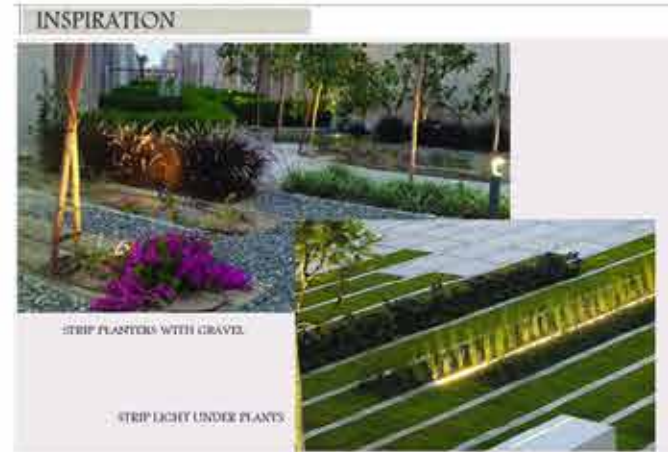 INSPIRATION
STRIP PLANTERS WITH GRAVEL
STRIP LIGHT UNDER PLANTS